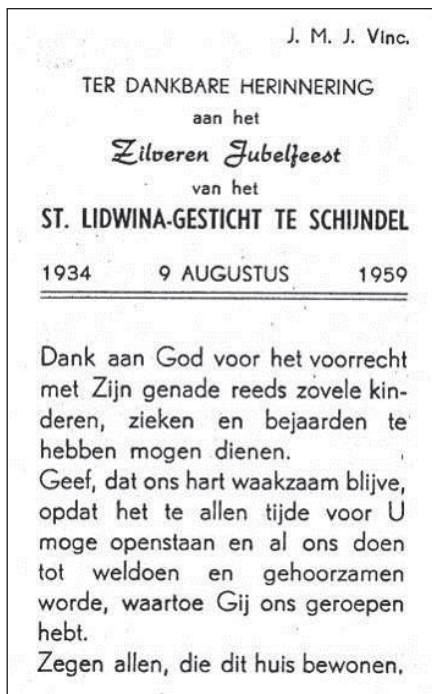 J. M. J. Vinc.
TER DANKBARE HERINNERING
aan het
Zilveren Jubelfeest
van het
ST. LIDWINA-GESTICHT TE SCHIJNDEL
1934 9 AUGUSTUS 1959
Dank aan God voor het voorrecht
met Zijn genade reeds zovele kin-
deren, zieken en bejaarden te
hebben mogen dienen.
Geef, dat ons hart waakzaam blijve,
opdat het te allen tijde voor U
moge openstaan en al ons doen
tot weldoen en gehoorzamen
worde, waartoe Gij ons geroepen
hebt.
Zegen allen, die dit huis bewonen.